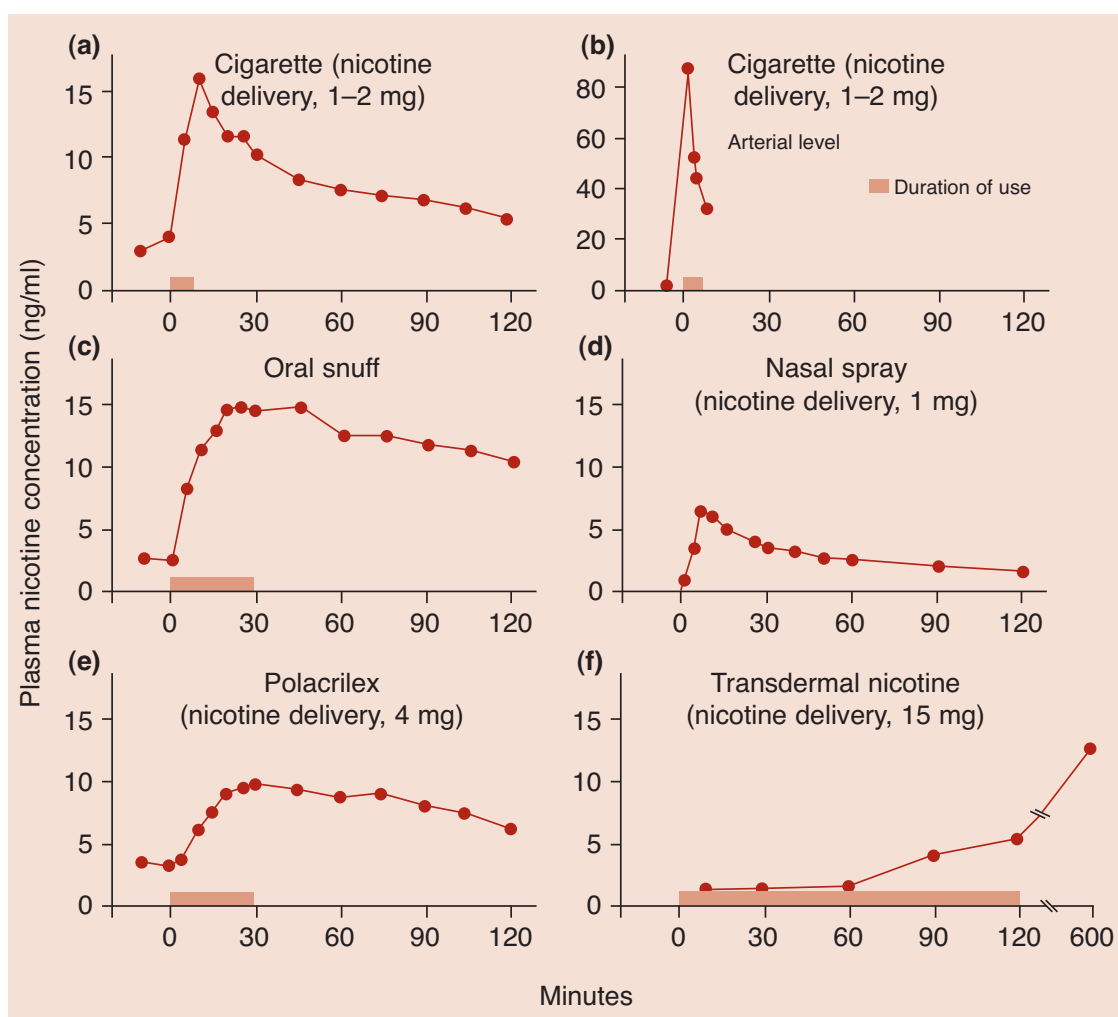 Plasma nicotine concentration (ng/ml)
(a)
Cigarette (nicotine
delivery, 1–2 mg)
15
10
5
0
0 30 60 90 120
(b)
Cigarette (nicotine
delivery, 1–2 mg)
Arterial level
Duration of use
80
60
40
20
0
0 30 60 90 120
(c)
Oral snuff
15
10
5
0
0 30 60 90 120
(d)
Nasal spray
(nicotine delivery, 1 mg)
15
10
5
0
0 30 60 90 120
(e)
Polacrilex
(nicotine delivery, 4 mg)
15
10
5
0
0 30 60 90 120
(f)
Transdermal nicotine
(nicotine delivery, 15 mg)
15
10
5
0
0 30 60 90 120 600
Minutes